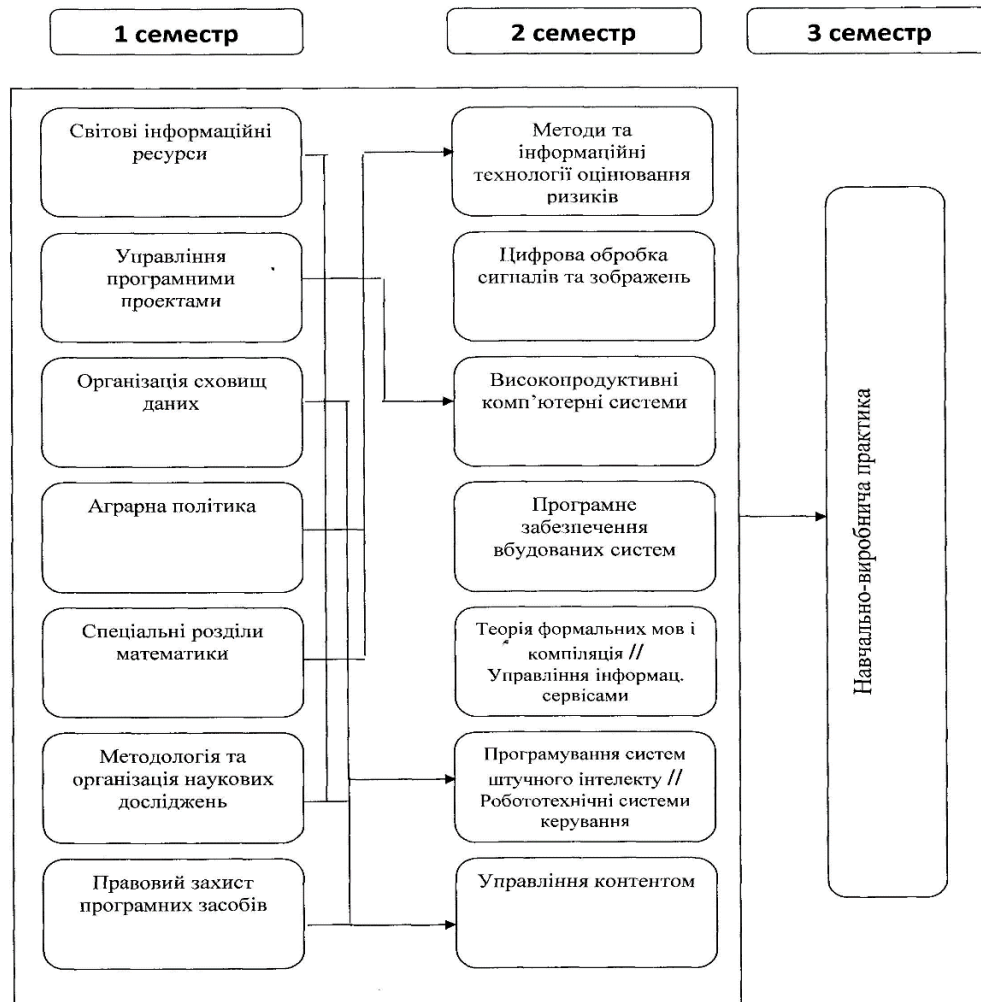 1 семестр
2 семестр
3 семестр
Світові інформаційні
ресурси
Управління
програмними
проектами
Організація сховищ
даних
Аграрна політика
Спеціальні розділи
математики
Методологія та
організація наукових
досліджень
Правовий захист
програмних засобів
Методи та
інформаційні
технології оцінювання
ризиків
Цифрова обробка
сигналів та зображень
Високопродуктивні
комп’ютерні системи
Програмне
забезпечення
вбудованих систем
Теорія формальних мов і
компіляція //
Управління інформац.
сервісами
Програмування систем
штучного інтелекту //
Робототехнічні системи
керування
Управління контентом
Навчально-виробнича практика